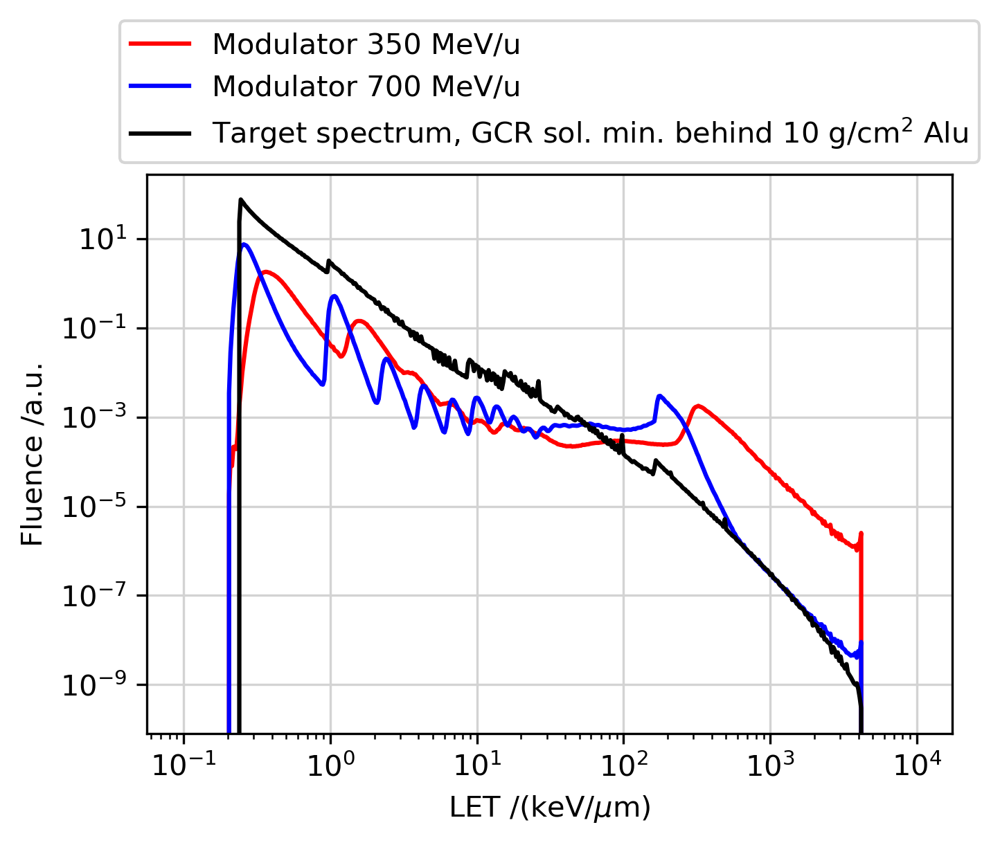 Modulator 350 MeV/u
Modulator 700 MeV/u
Target spectrum, GCR sol. min. behind 10 g/cm² Alu
10¹
10⁻¹
10⁻³
10⁻⁵
10⁻⁷
10⁻⁹
Fluence /a.u.
10⁻¹ 10⁰ 10¹ 10² 10³ 10⁴
LET /(keV/μm)